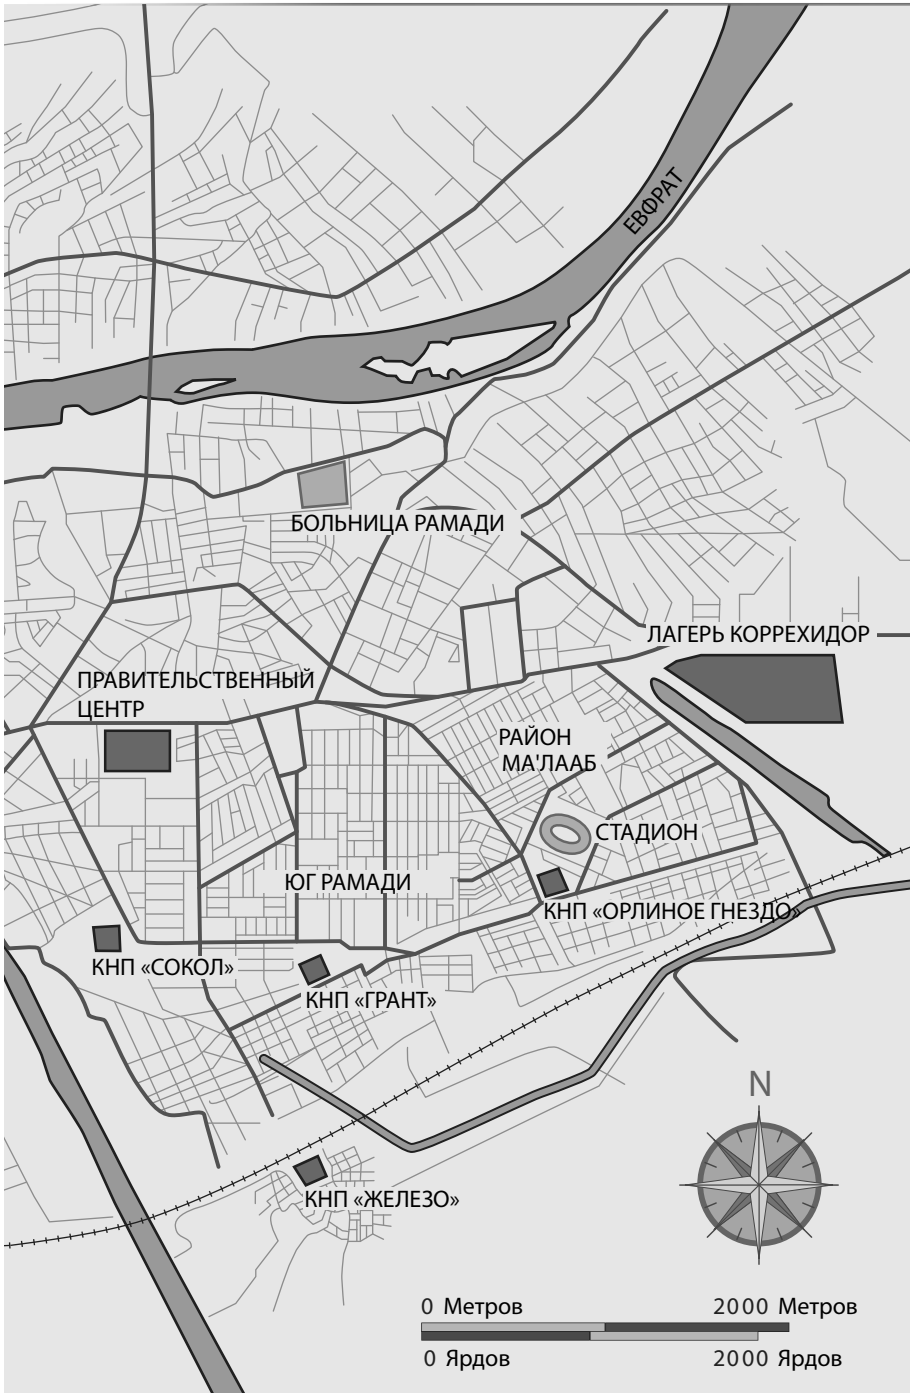 ЕВФРАТ
БОЛЬНИЦА РАМАДИ
ЛАГЕРЬ КОРРЕХИДОР
ПРАВИТЕЛЬСТВЕННЫЙ
ЦЕНТР
РАЙОН
МА'ЛААБ
СТАДИОН
ЮГ РАМАДИ
КНП «ОРЛИНОЕ ГНЕЗДО»
КНП «СОКОЛ»
КНП «ГРАНТ»
N
КНП «ЖЕЛЕЗО»
0 Метров 2000 Метров
0 Ярдов 2000 Ярдов